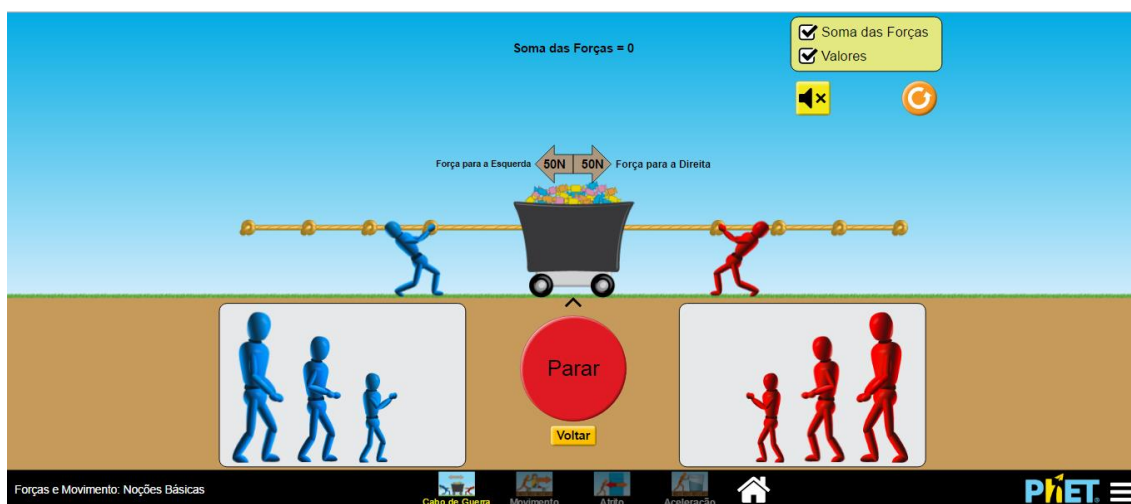 Soma das Forças = 0
Soma das Forças
Valores
Força para a Esquerda 50N 50N Força para a Direita
Parar
Voltar
Forças e Movimento: Noções Básicas
Cabo de Guerra
Movimento
Atrito
Aceleração
PhET